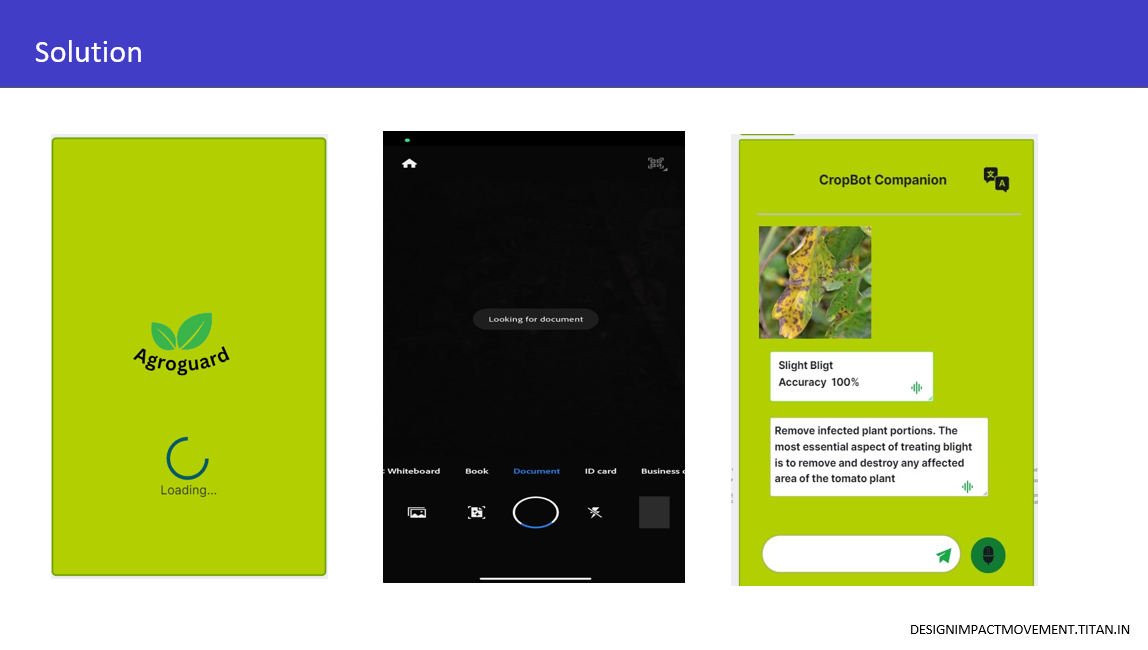 Solution
Agroguard
Loading...
Looking for document
Whiteboard Book Document ID card Business
CropBot Companion
文
A
Slight Bligt
Accuracy 100%
Remove infected plant portions. The
most essential aspect of treating blight
is to remove and destroy any affected
area of the tomato plant
DESIGNIMPACTMOVEMENT.TITAN.IN